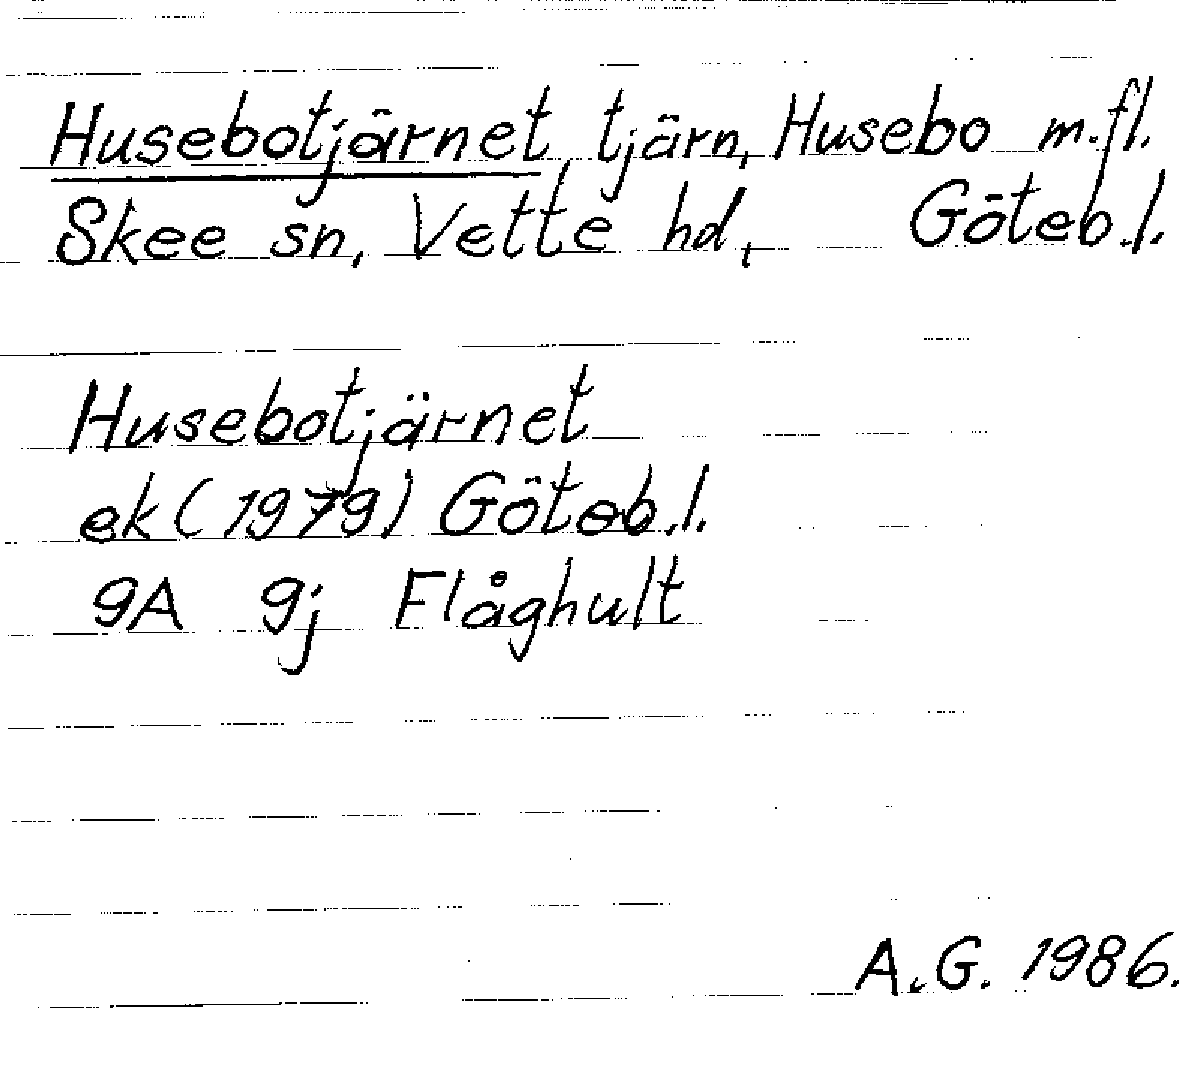 Husebotjärnet, tjärn, Husebo m.fl.
Skee sn, Vette hd, Göteb.l.
Husebotjärnet
ek (1979) Göteb.l.
9A 9j Flåghult
A.G. 1986.